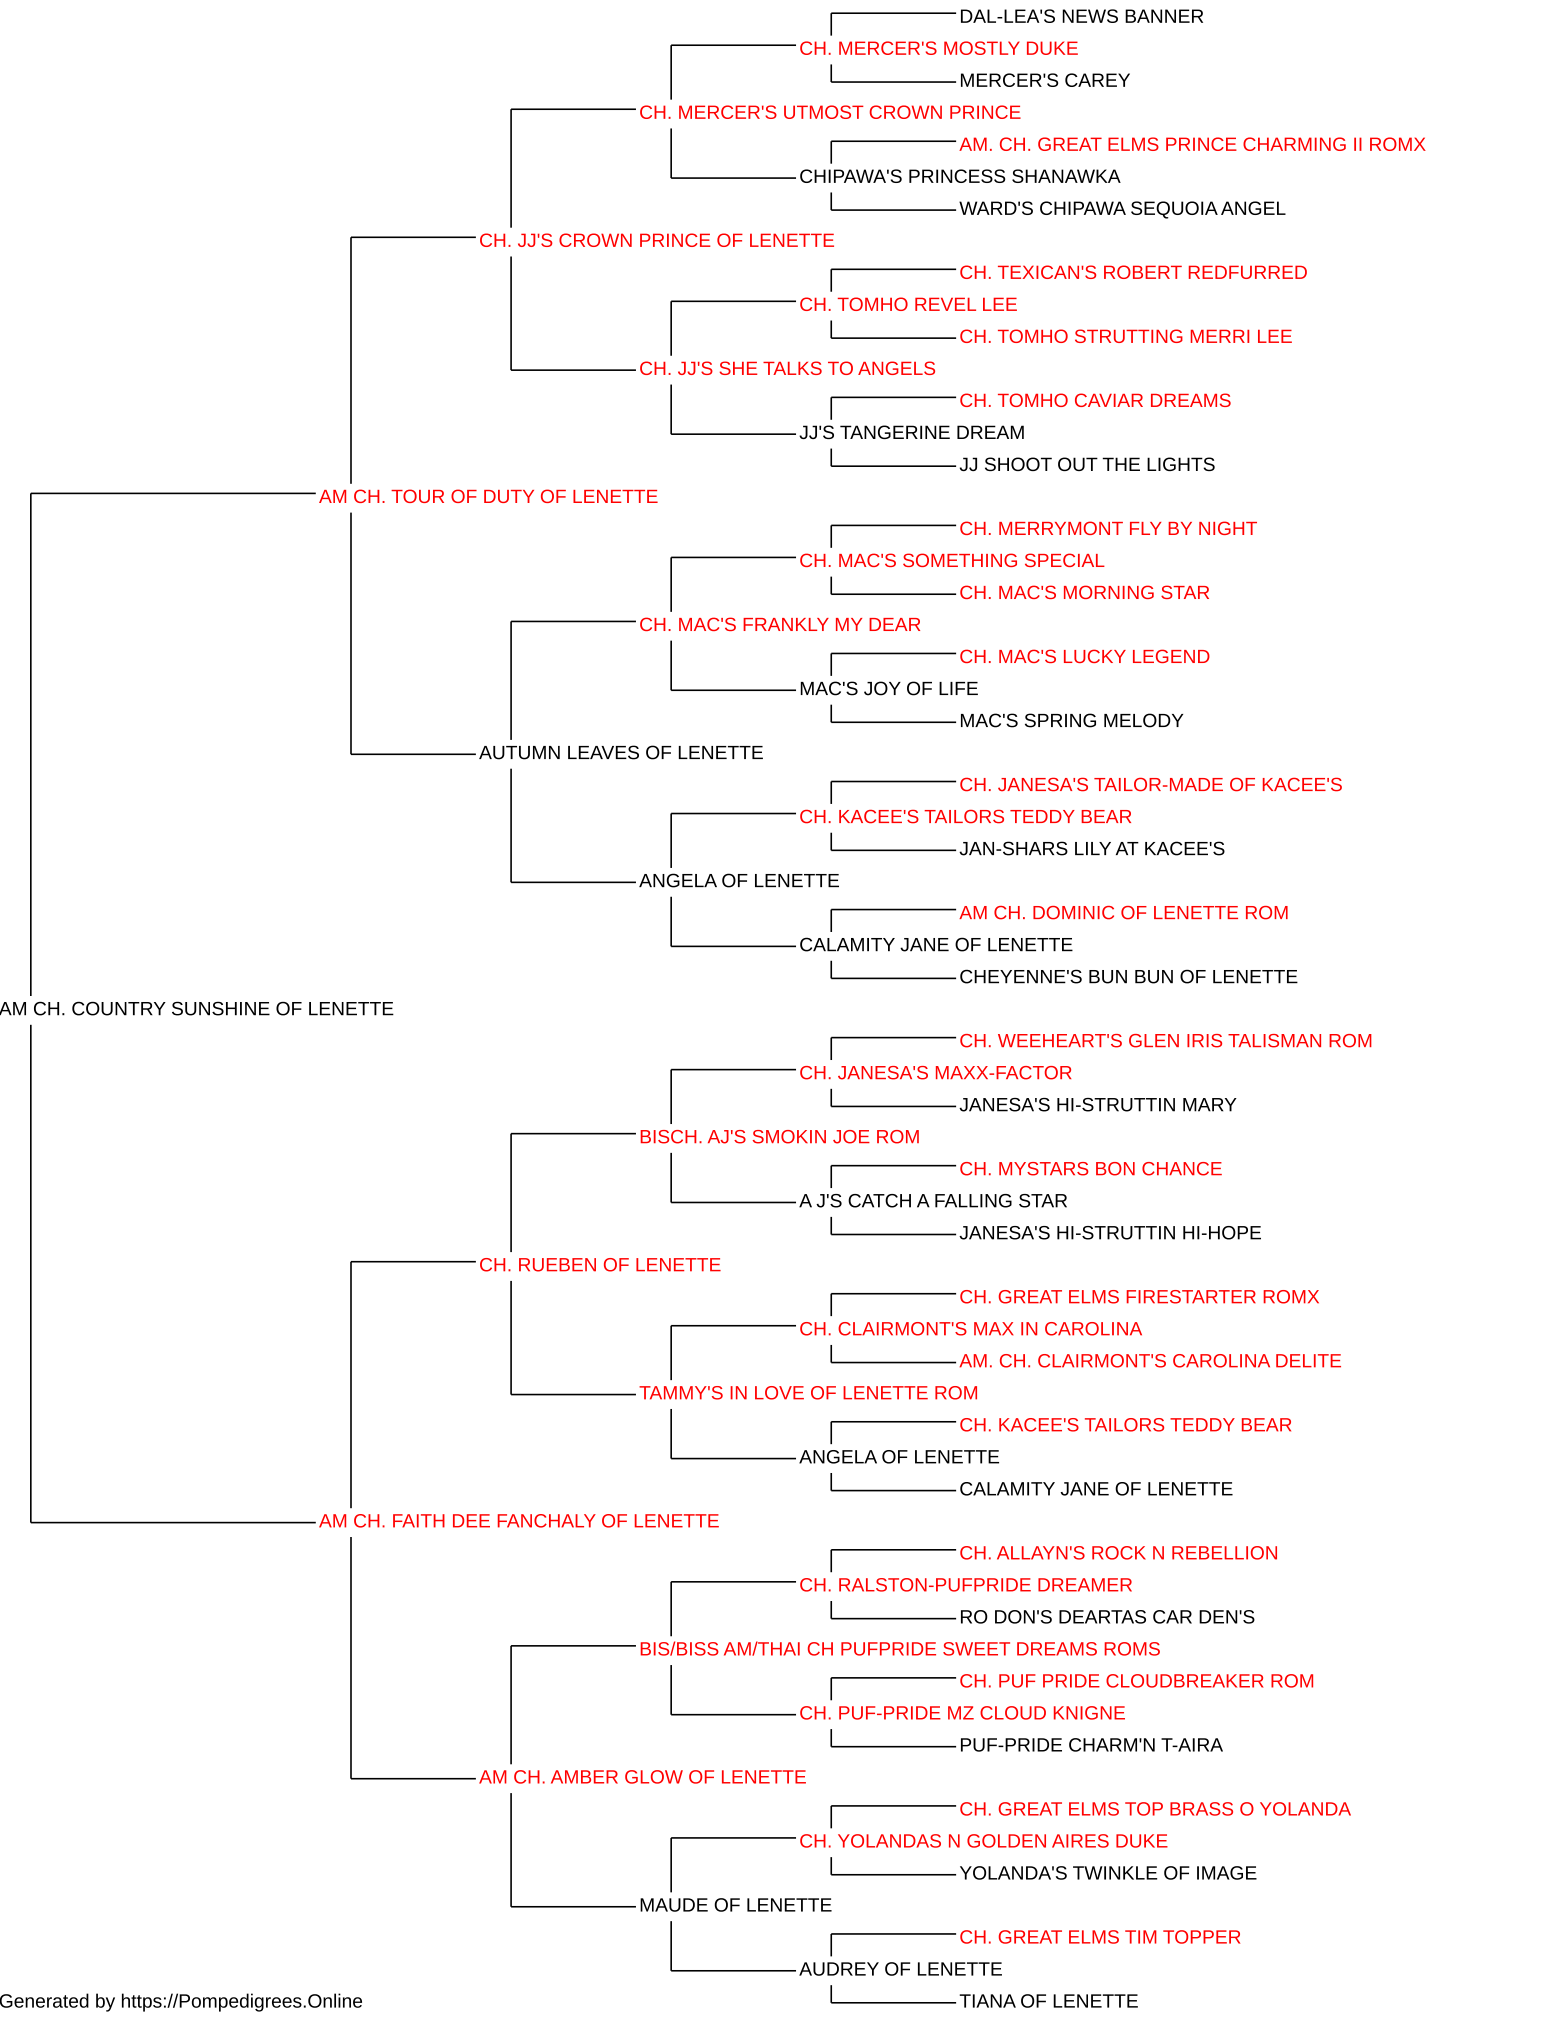 DAL-LEA'S NEWS BANNER
CH. MERCER'S MOSTLY DUKE
MERCER'S CAREY
CH. MERCER'S UTMOST CROWN PRINCE
AM. CH. GREAT ELMS PRINCE CHARMING II ROMX
CHIPAWA'S PRINCESS SHANAWKA
WARD'S CHIPAWA SEQUOIA ANGEL
CH. JJ'S CROWN PRINCE OF LENETTE
CH. TEXICAN'S ROBERT REDFURRED
CH. TOMHO REVEL LEE
CH. TOMHO STRUTTING MERRI LEE
CH. JJ'S SHE TALKS TO ANGELS
CH. TOMHO CAVIAR DREAMS
JJ'S TANGERINE DREAM
JJ SHOOT OUT THE LIGHTS
AM CH. TOUR OF DUTY OF LENETTE
CH. MERRYMONT FLY BY NIGHT
CH. MAC'S SOMETHING SPECIAL
CH. MAC'S MORNING STAR
CH. MAC'S FRANKLY MY DEAR
CH. MAC'S LUCKY LEGEND
MAC'S JOY OF LIFE
MAC'S SPRING MELODY
AUTUMN LEAVES OF LENETTE
CH. JANESA'S TAILOR-MADE OF KACEE'S
CH. KACEE'S TAILORS TEDDY BEAR
JAN-SHARS LILY AT KACEE'S
ANGELA OF LENETTE
AM CH. DOMINIC OF LENETTE ROM
CALAMITY JANE OF LENETTE
CHEYENNE'S BUN BUN OF LENETTE
AM CH. COUNTRY SUNSHINE OF LENETTE
CH. WEEHEART'S GLEN IRIS TALISMAN ROM
CH. JANESA'S MAXX-FACTOR
JANESA'S HI-STRUTTIN MARY
BISCH. AJ'S SMOKIN JOE ROM
CH. MYSTARS BON CHANCE
A J'S CATCH A FALLING STAR
JANESA'S HI-STRUTTIN HI-HOPE
CH. RUEBEN OF LENETTE
CH. GREAT ELMS FIRESTARTER ROMX
CH. CLAIRMONT'S MAX IN CAROLINA
AM. CH. CLAIRMONT'S CAROLINA DELITE
TAMMY'S IN LOVE OF LENETTE ROM
CH. KACEE'S TAILORS TEDDY BEAR
ANGELA OF LENETTE
CALAMITY JANE OF LENETTE
AM CH. FAITH DEE FANCHALY OF LENETTE
CH. ALLAYN'S ROCK N REBELLION
CH. RALSTON-PUFPRIDE DREAMER
RO DON'S DEARTAS CAR DEN'S
BIS/BISS AM/THAI CH PUFPRIDE SWEET DREAMS ROMS
CH. PUF PRIDE CLOUDBREAKER ROM
CH. PUF-PRIDE MZ CLOUD KNIGNE
PUF-PRIDE CHARM'N T-AIRA
AM CH. AMBER GLOW OF LENETTE
CH. GREAT ELMS TOP BRASS O YOLANDA
CH. YOLANDAS N GOLDEN AIRES DUKE
YOLANDA'S TWINKLE OF IMAGE
MAUDE OF LENETTE
CH. GREAT ELMS TIM TOPPER
AUDREY OF LENETTE
TIANA OF LENETTE
Generated by https://Pompedigrees.Online